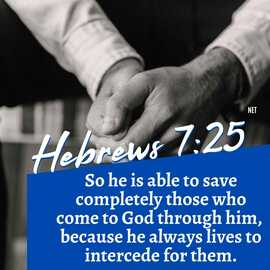 NET
Hebrews 7:25
So he is able to save
completely those who
come to God through him,
because he always lives to
intercede for them.